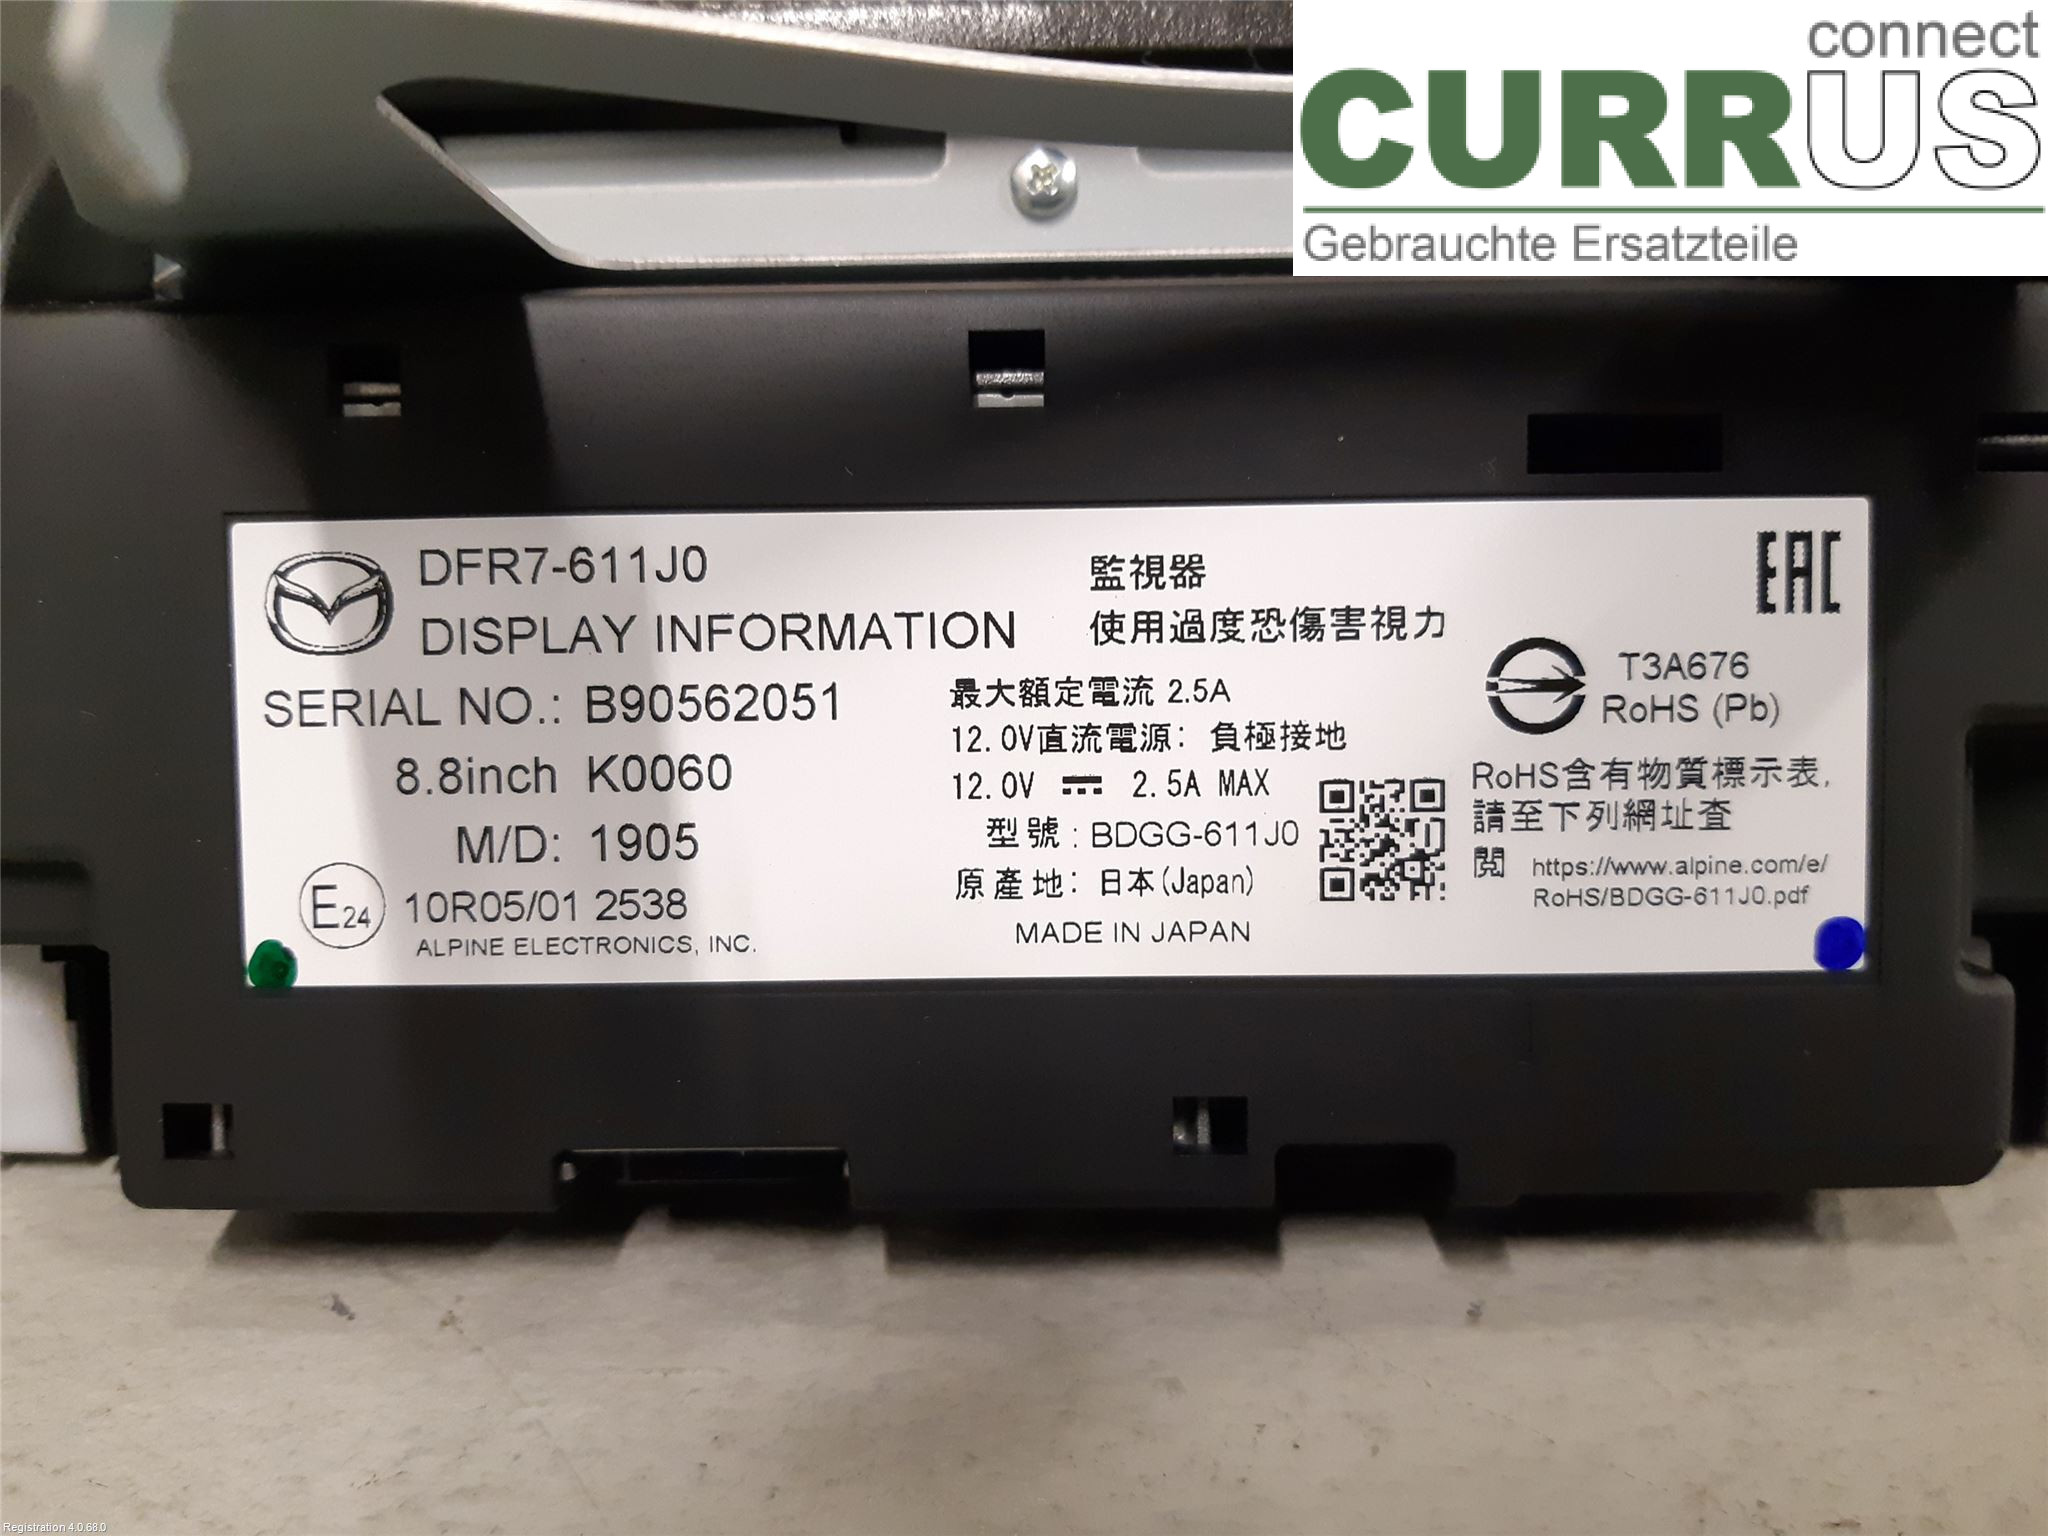 connect
CURRUS
Gebrauchte Ersatzteile
DFR7-611J0
DISPLAY INFORMATION
SERIAL NO.: B90562051
8.8inch K0060
M/D: 1905
E24 10R05/01 2538
ALPINE ELECTRONICS, INC.
監視器
使用過度恐傷害視力
最大額定電流 2.5A
12.0V直流電源: 負極接地
12.0V ⎓ 2.5A MAX
型號: BDGG-611J0
原產地: 日本(Japan)
MADE IN JAPAN
EAC
T3A676
RoHS (Pb)
RoHS含有物質標示表,
請至下列網址查
閱 https://www.alpine.com/e/
RoHS/BDGG-611J0.pdf
Registration 4.0.68.0